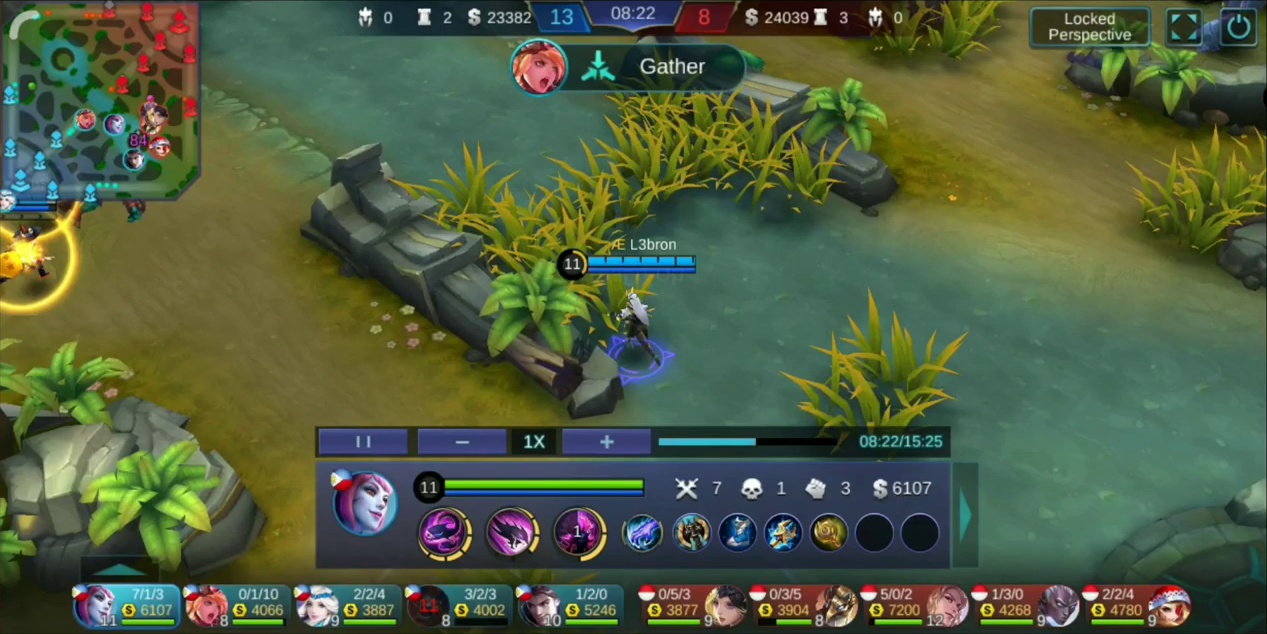 0 2 23382 13 08:22 8 24039 3 0
Locked
Perspective
Gather
84
Æ L3bron
11
II − 1X + 08:22/15:25
11 7 1 3 6107
1
7/1/3 0/1/10 2/2/4 3/2/3 1/2/0 0/5/3 0/3/5 5/0/2 1/3/0 2/2/4
6107 4066 3887 4002 5246 3877 3904 7200 4268 4780
11 8 9 11 8 10 9 8 12 9 9